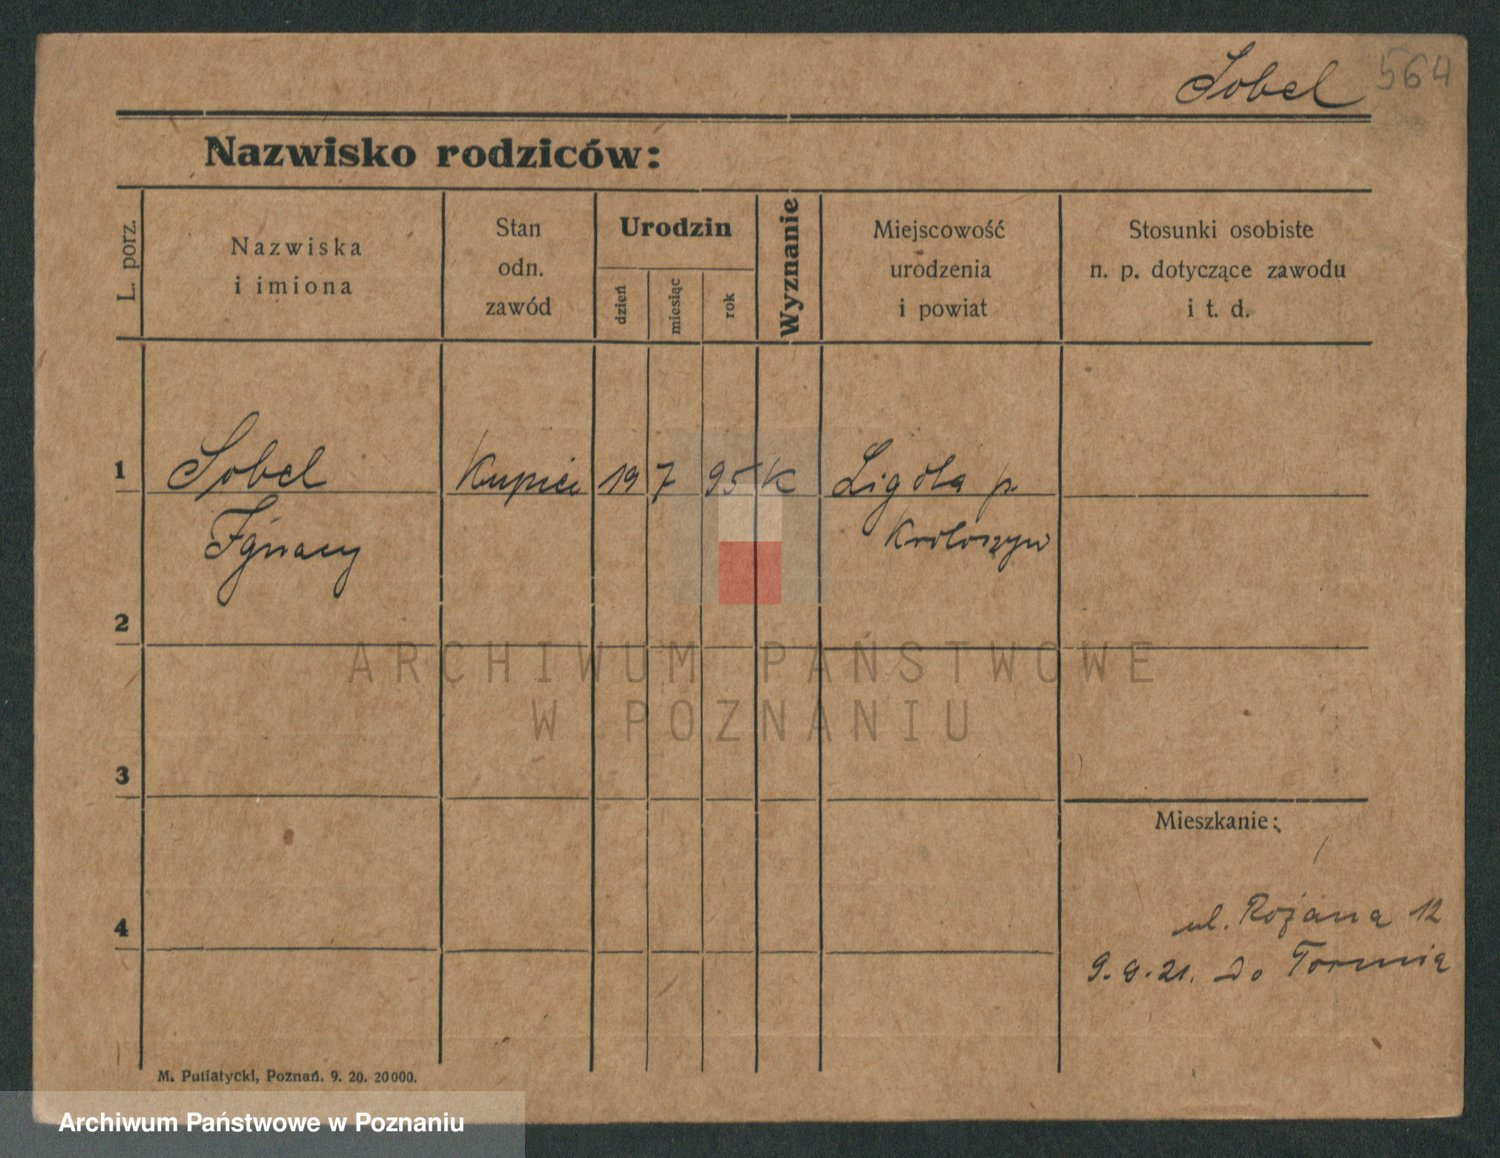 Sobel 564
Nazwisko rodziców:
L. porz.
Nazwiska
i imiona
Stan
odn.
zawód
Urodzin
dzień
miesiąc
rok
Wyznanie
Miejscowość
urodzenia
i powiat
Stosunki osobiste
n. p. dotyczące zawodu
i t. d.
1 Sobel Kupiec 19 7 95 K Ligota p.
Ignacy Krotoszyn
2
3
4
ARCHIWUM PAŃSTWOWE
W POZNANIU
Mieszkanie:
ul. Różana 12
9.9.21. do Torunia
M. Putiatycki, Poznań. 9. 20. 20000.
Archiwum Państwowe w Poznaniu